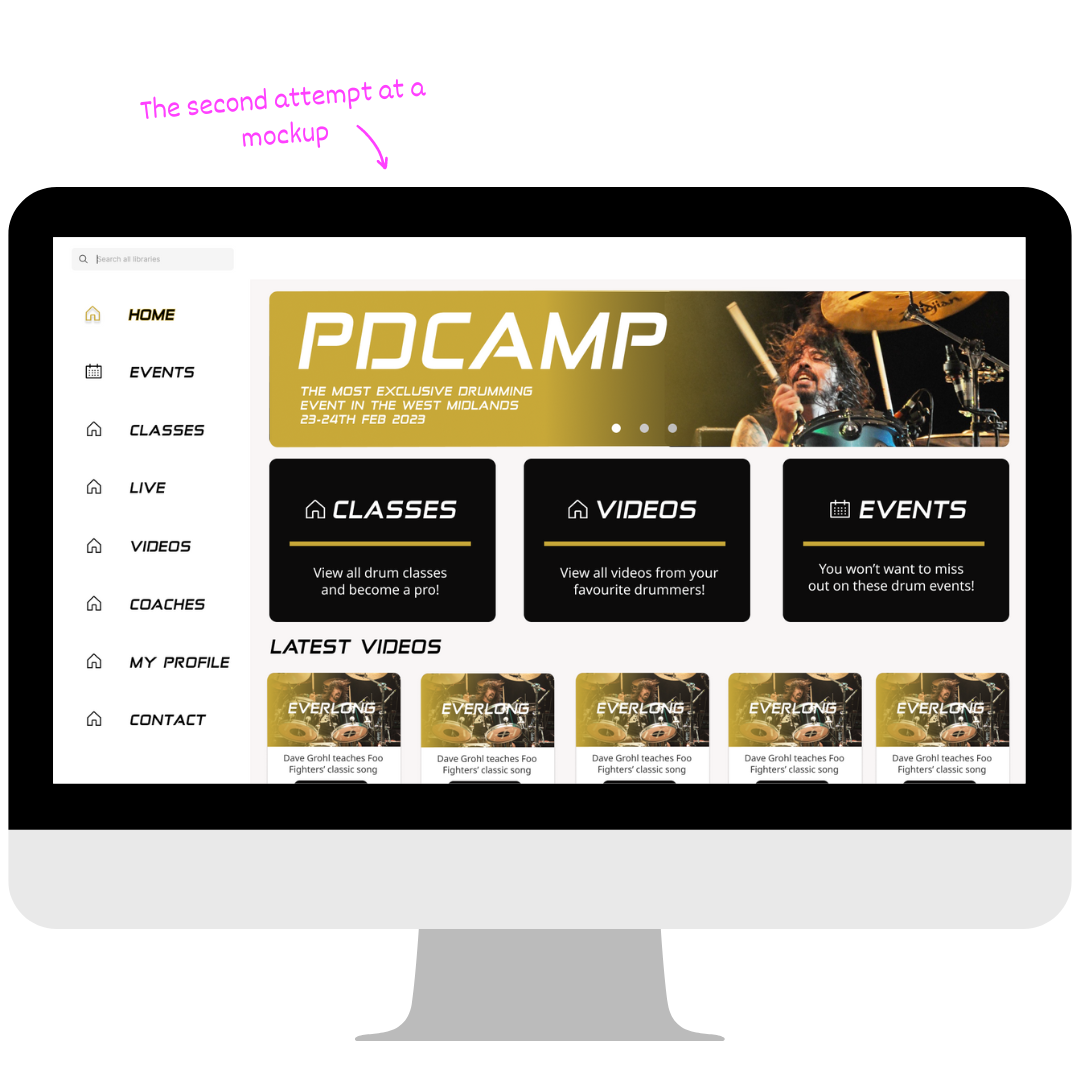 The second attempt at a
mockup
Search all libraries
HOME
EVENTS
CLASSES
LIVE
VIDEOS
COACHES
MY PROFILE
CONTACT
PDCAMP
THE MOST EXCLUSIVE DRUMMING
EVENT IN THE WEST MIDLANDS
23-24TH FEB 2023
CLASSES
View all drum classes
and become a pro!
VIDEOS
View all videos from your
favourite drummers!
EVENTS
You won't want to miss
out on these drum events!
LATEST VIDEOS
EVERLONG
Dave Grohl teaches Foo
Fighters' classic song
EVERLONG
Dave Grohl teaches Foo
Fighters' classic song
EVERLONG
Dave Grohl teaches Foo
Fighters' classic song
EVERLONG
Dave Grohl teaches Foo
Fighters' classic song
EVERLONG
Dave Grohl teaches Foo
Fighters' classic song